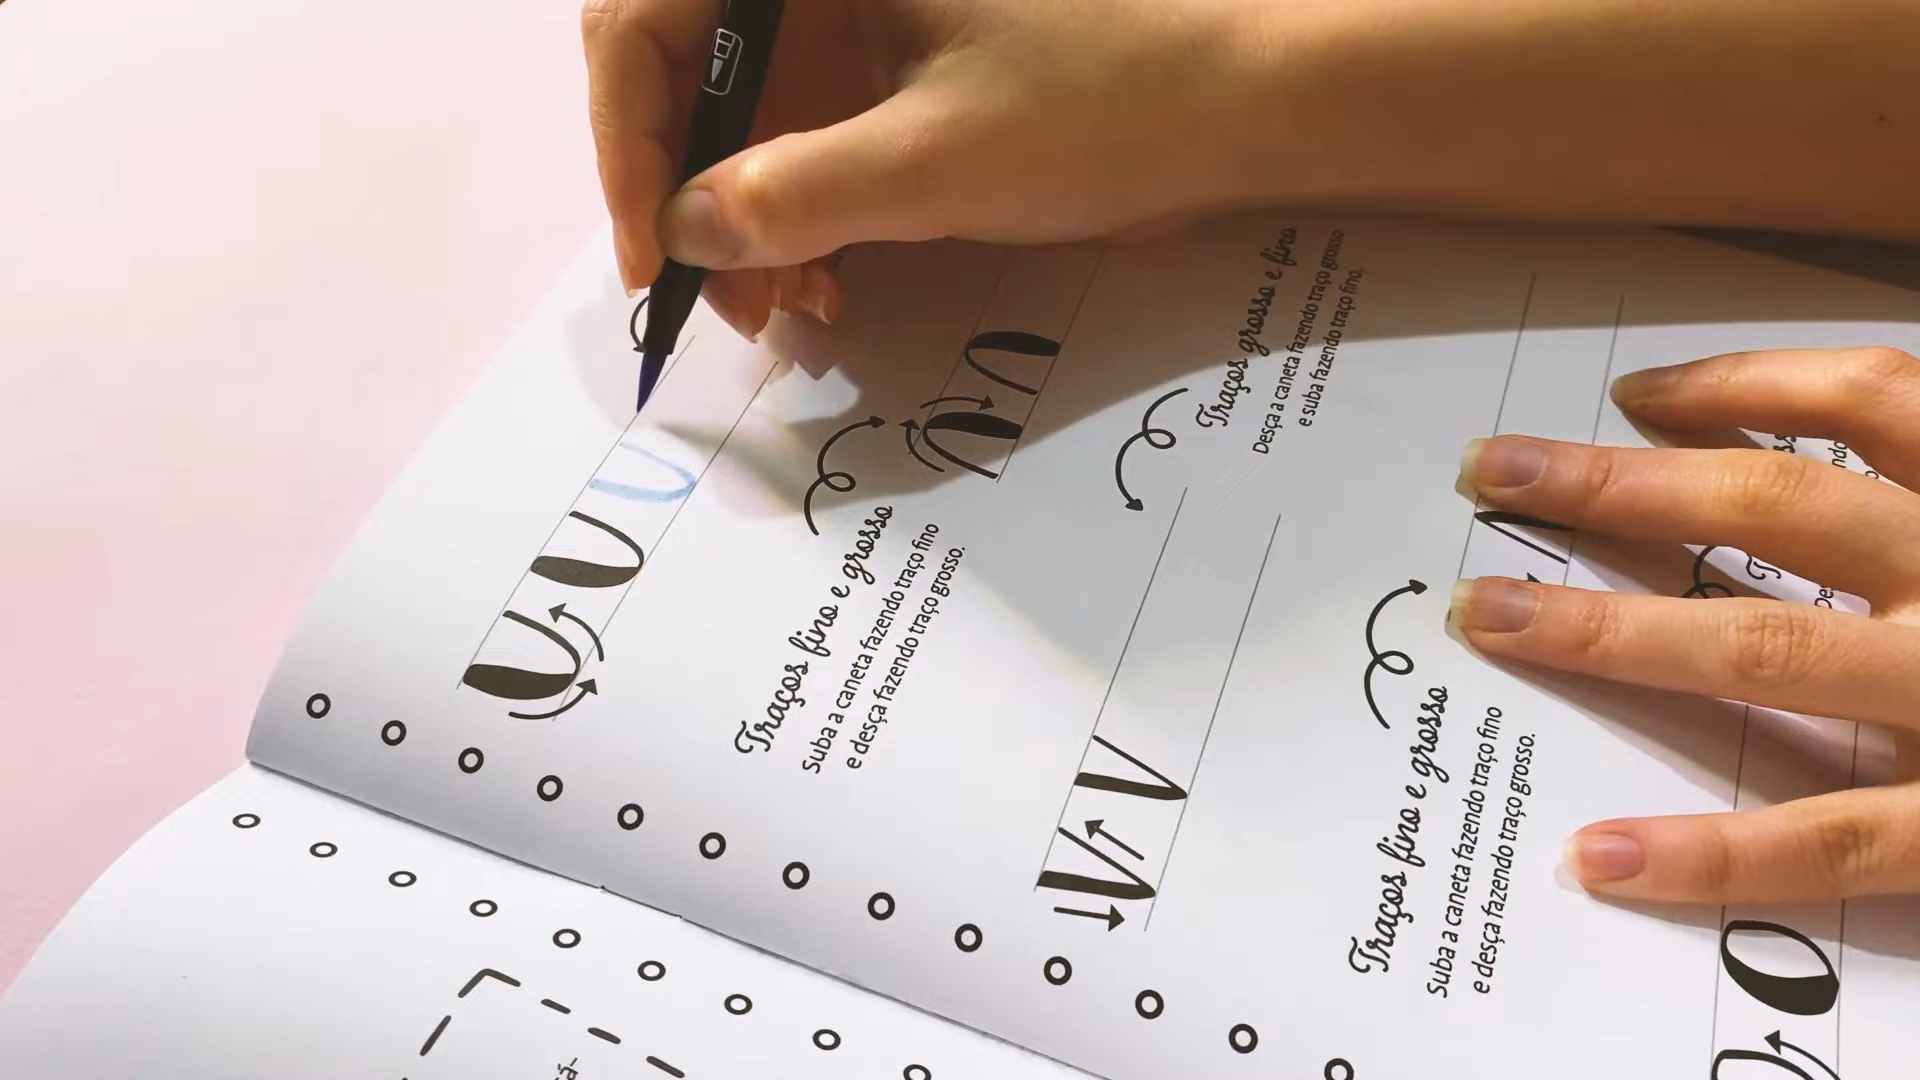 U U U
Traços fino e grosso
Suba a caneta fazendo traço fino
e desça fazendo traço grosso.
Traços grosso e fino
Desça a caneta fazendo traço grosso
e suba fazendo traço fino.
V V
Traços fino e grosso
Suba a caneta fazendo traço fino
e desça fazendo traço grosso.
O